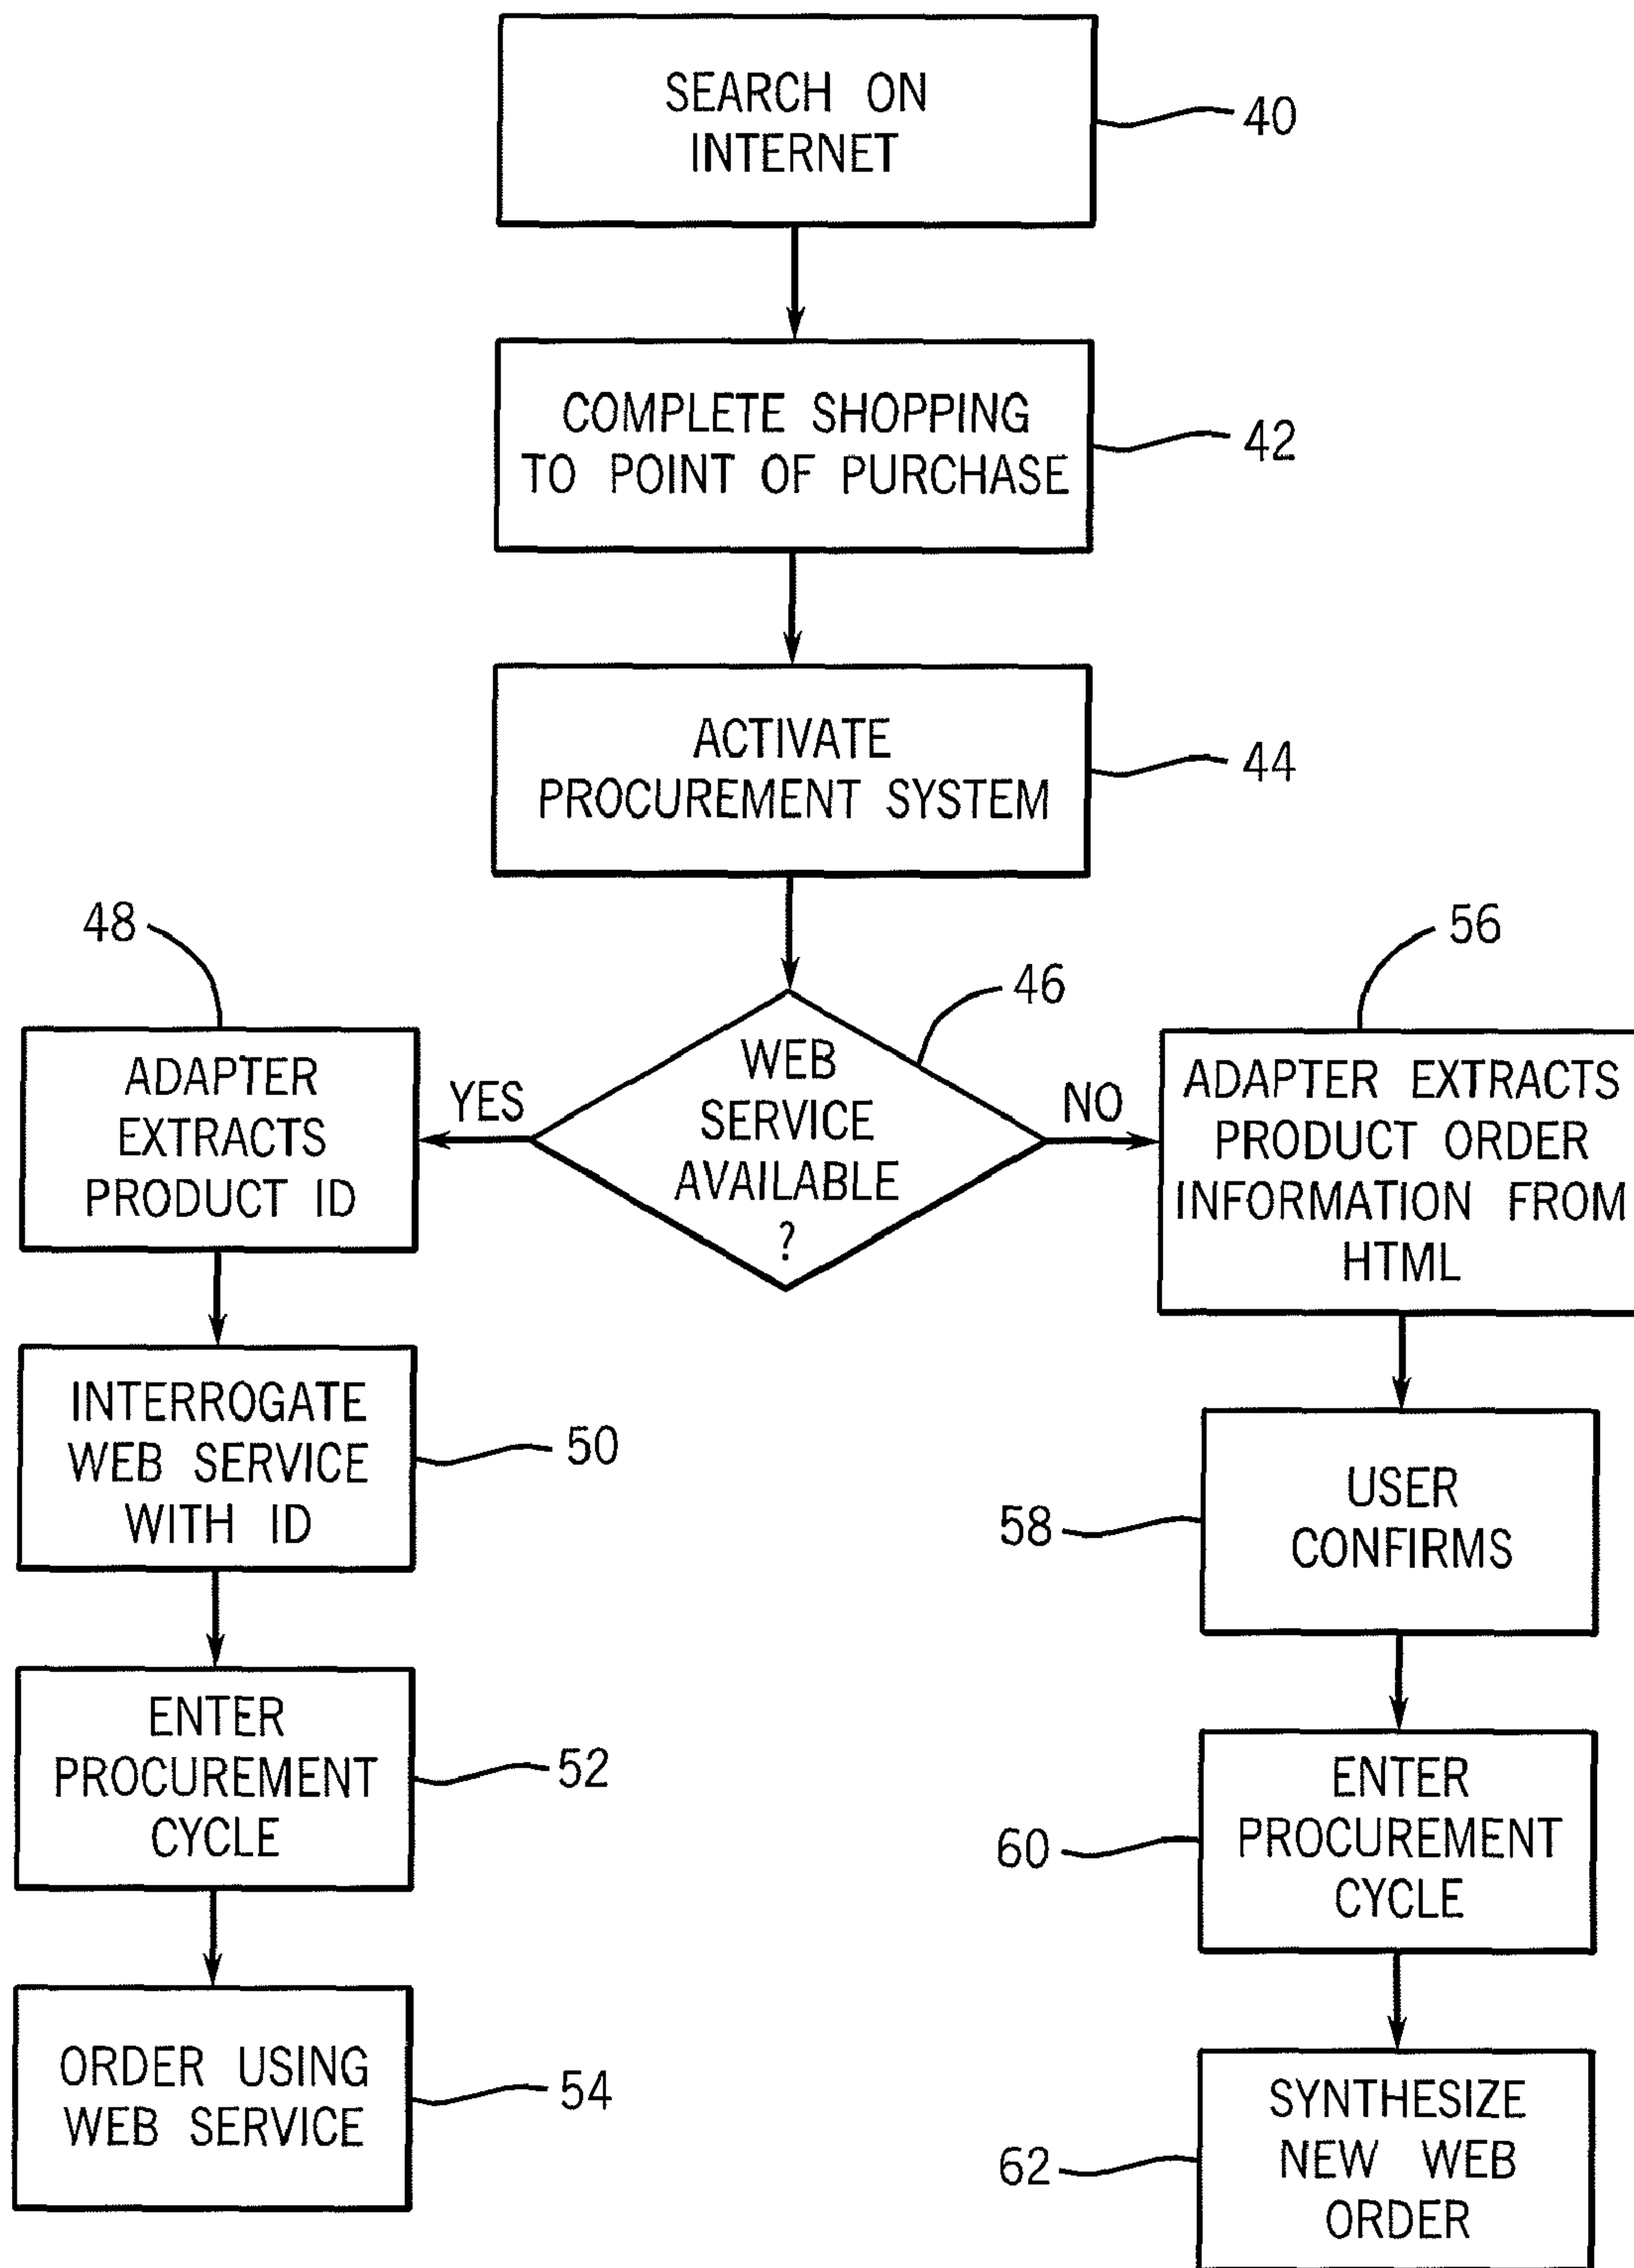 SEARCH ON
INTERNET
40
COMPLETE SHOPPING
TO POINT OF PURCHASE
42
ACTIVATE
PROCUREMENT SYSTEM
44
46
WEB
SERVICE
AVAILABLE
?
YES
NO
48
ADAPTER
EXTRACTS
PRODUCT ID
INTERROGATE
WEB SERVICE
WITH ID
50
ENTER
PROCUREMENT
CYCLE
52
ORDER USING
WEB SERVICE
54
56
ADAPTER EXTRACTS
PRODUCT ORDER
INFORMATION FROM
HTML
USER
CONFIRMS
58
ENTER
PROCUREMENT
CYCLE
60
SYNTHESIZE
NEW WEB
ORDER
62